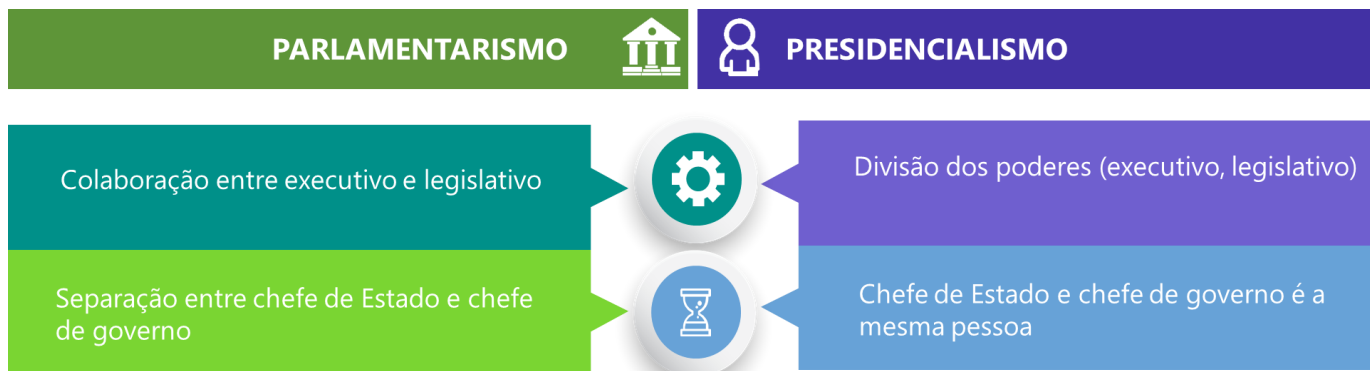 PARLAMENTARISMO
PRESIDENCIALISMO
Colaboração entre executivo e legislativo
Divisão dos poderes (executivo, legislativo)
Separação entre chefe de Estado e chefe
de governo
Chefe de Estado e chefe de governo é a
mesma pessoa